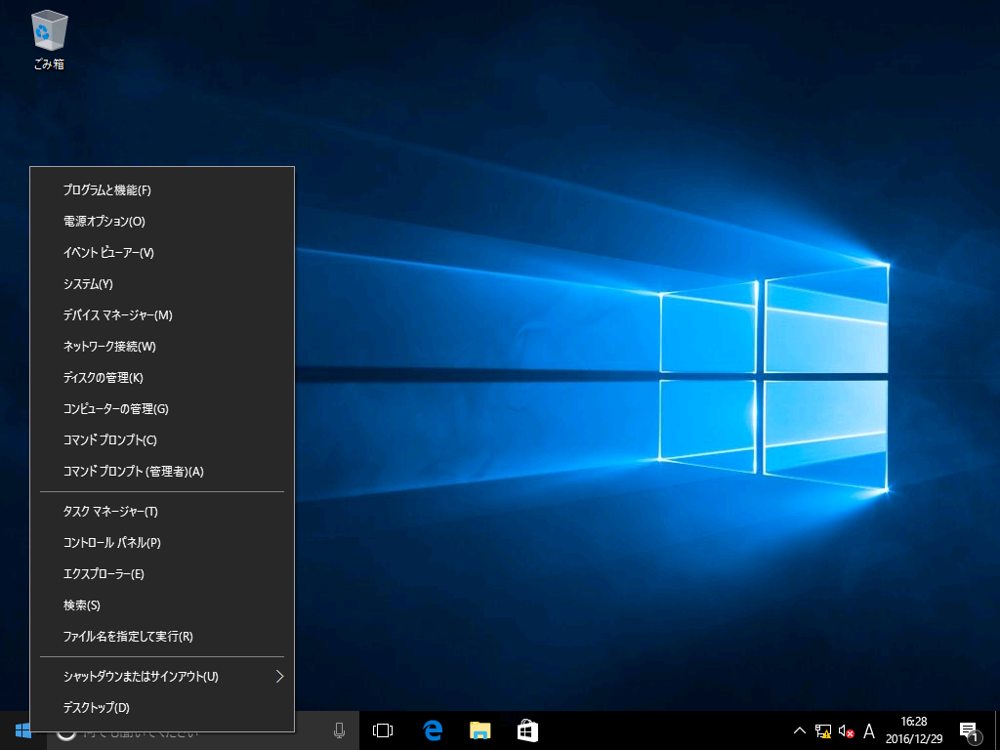 ごみ箱
プログラムと機能(F)
電源オプション(O)
イベント ビューアー(V)
システム(Y)
デバイス マネージャー(M)
ネットワーク接続(W)
ディスクの管理(K)
コンピューターの管理(G)
コマンド プロンプト(C)
コマンド プロンプト (管理者)(A)
タスク マネージャー(T)
コントロール パネル(P)
エクスプローラー(E)
検索(S)
ファイル名を指定して実行(R)
シャットダウンまたはサインアウト(U)
デスクトップ(D)
A
16:28
2016/12/29
1